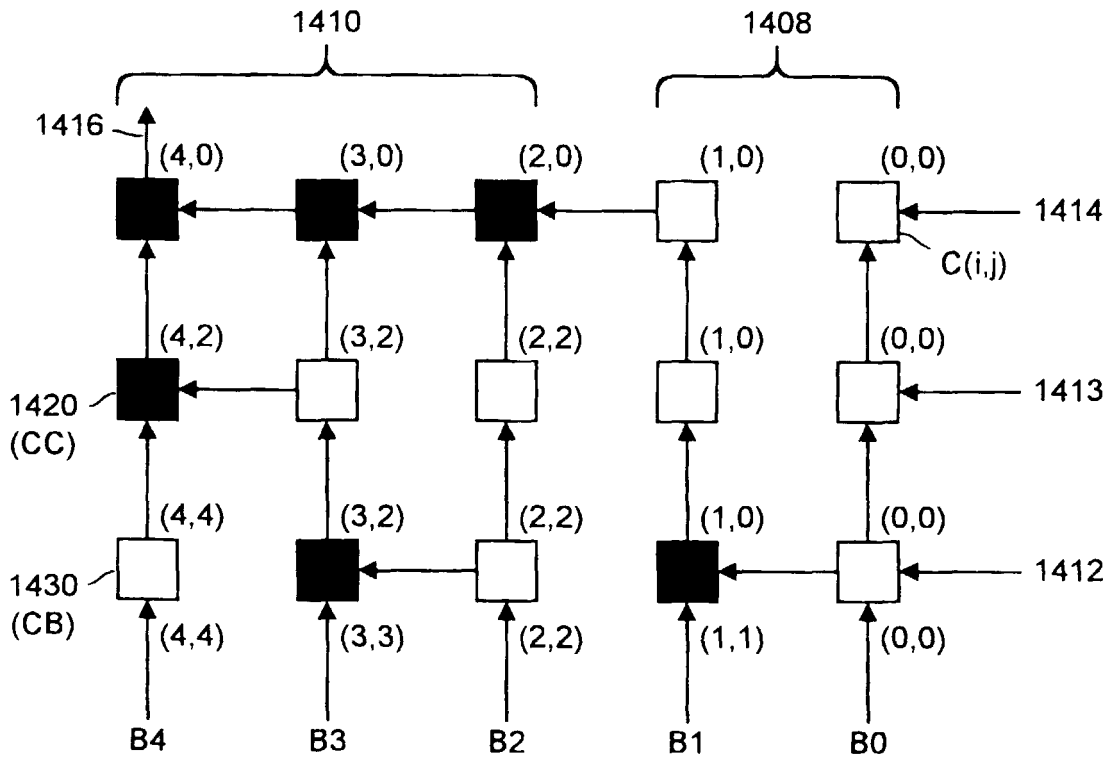 1410 1408
1416
(4,0) (3,0) (2,0) (1,0) (0,0)
1414
C(i,j)
(4,2) (3,2) (2,2) (1,0) (0,0)
1420
(CC)
1413
(4,4) (3,2) (2,2) (1,0) (0,0)
1430
(CB)
1412
(4,4) (3,3) (2,2) (1,1) (0,0)
B4 B3 B2 B1 B0